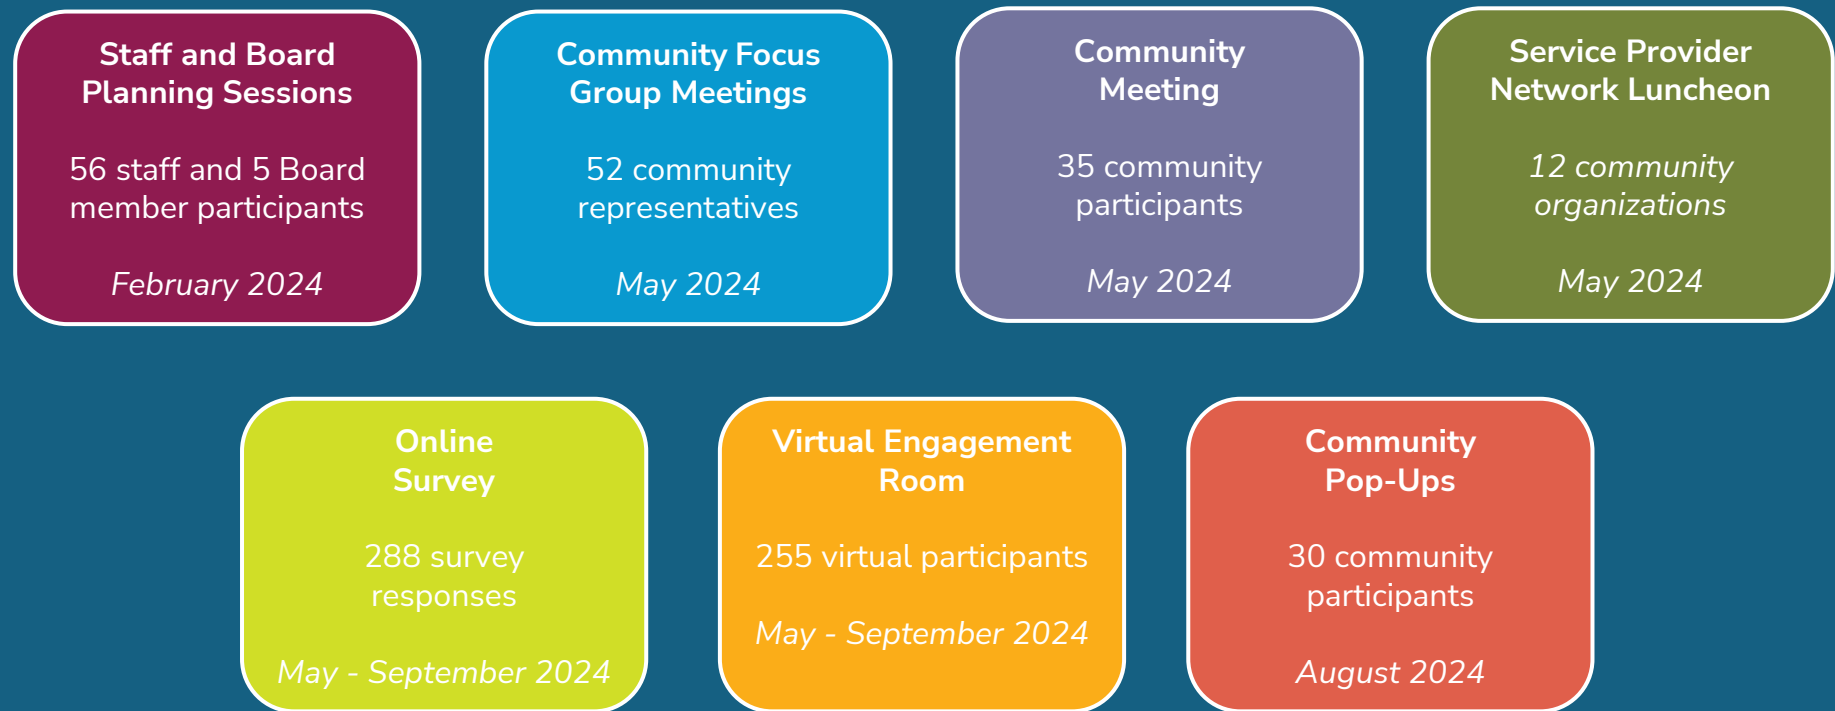 Staff and Board
Planning Sessions
56 staff and 5 Board
member participants
February 2024
Community Focus
Group Meetings
52 community
representatives
May 2024
Community
Meeting
35 community
participants
May 2024
Service Provider
Network Luncheon
12 community
organizations
May 2024
Online
Survey
288 survey
responses
May - September 2024
Virtual Engagement
Room
255 virtual participants
May - September 2024
Community
Pop-Ups
30 community
participants
August 2024